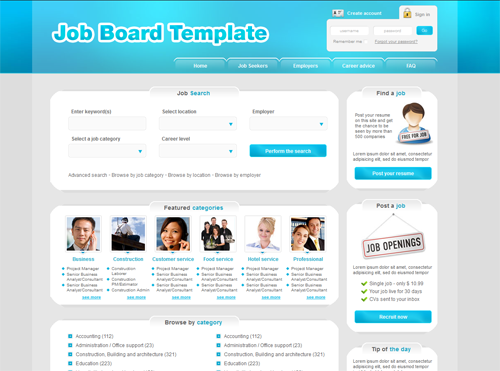 Create account
Sign in
Job Board Template
username
password
Go
Remember me
Forgot your password?
Home
Job Seekers
Employers
Career advice
FAQ
Job Search
Enter keyword(s)
Select location
Employer
Select a job category
Career level
Perform the search
Advanced search - Browse by job category - Browse by location - Browse by employer
Find a job
Post your resume
on this site and get
the chance to be
seen by more than
500 companies
FREE FOR JOB
Lorem ipsum dolor sit amet, consectetur
adipiscing elit, sed do eiusmod tempor
Post your resume
Featured categories
Business
Construction
Customer service
Food service
Hotel service
Professional
Project Manager
Senior Business
Analyst/Consultant
Senior Business
Analyst/Consultant
see more
Construction
Laborer
Construction
PM/Estimator
Construction Admin
see more
Project Manager
Senior Business
Analyst/Consultant
Senior Business
Analyst/Consultant
see more
Project Manager
Senior Business
Analyst/Consultant
Senior Business
Analyst/Consultant
see more
Project Manager
Senior Business
Analyst/Consultant
Senior Business
Analyst/Consultant
see more
Project Manager
Senior Business
Analyst/Consultant
Senior Business
Analyst/Consultant
see more
Post a job
JOB OPENINGS
Lorem ipsum dolor sit amet, consectetur
adipiscing elit, sed do eiusmod tempor
Single job - only $ 10.99
Your job live for 30 days
CVs sent to your inbox
Recruit now
Browse by category
Accounting (112)
Administration / Office support (23)
Construction, Building and architecture (321)
Education (223)
Accounting (112)
Administration / Office support (23)
Construction, Building and architecture (321)
Education (223)
Tip of the day
Lorem ipsum dolor sit amet, consectetur